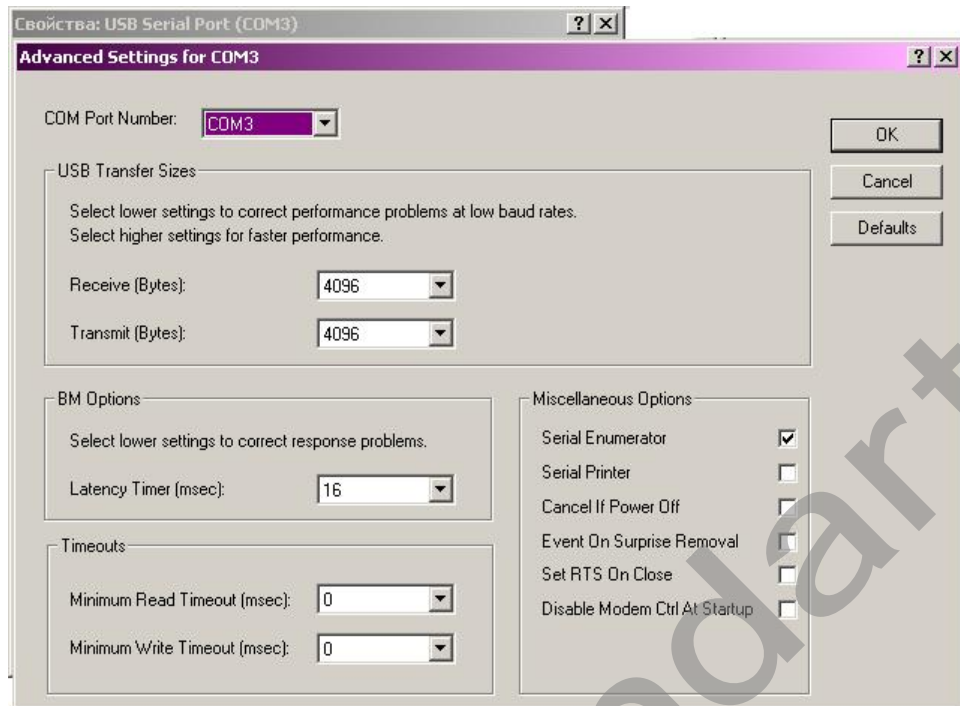 Свойства: USB Serial Port (COM3)
Advanced Settings for COM3
COM Port Number: COM3
OK
USB Transfer Sizes
Cancel
Select lower settings to correct performance problems at low baud rates.
Select higher settings for faster performance.
Defaults
Receive (Bytes): 4096
Transmit (Bytes): 4096
BM Options
Select lower settings to correct response problems.
Latency Timer (msec): 16
Timeouts
Minimum Read Timeout (msec): 0
Minimum Write Timeout (msec): 0
Miscellaneous Options
Serial Enumerator
Serial Printer
Cancel If Power Off
Event On Surprise Removal
Set RTS On Close
Disable Modem Ctrl At Startup